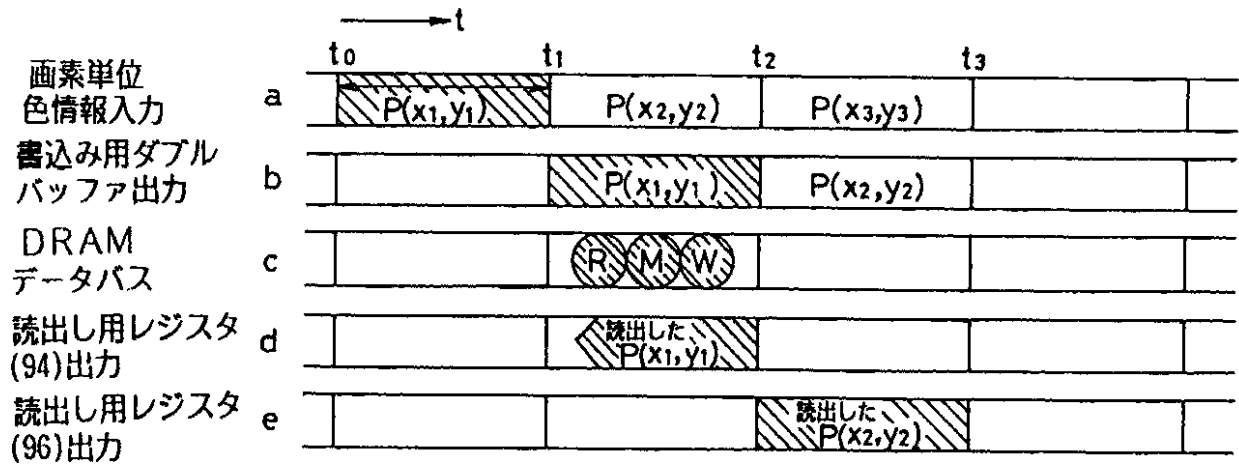 t
t0 t1 t2 t3
画素単位
色情報入力 a P(x1,y1) P(x2,y2) P(x3,y3)
書込み用ダブル
バッファ出力 b P(x1,y1) P(x2,y2)
DRAM
データバス c R M W
読出し用レジスタ
(94)出力 d 読出した
P(x1,y1)
読出し用レジスタ
(96)出力 e 読出した
P(x2,y2)